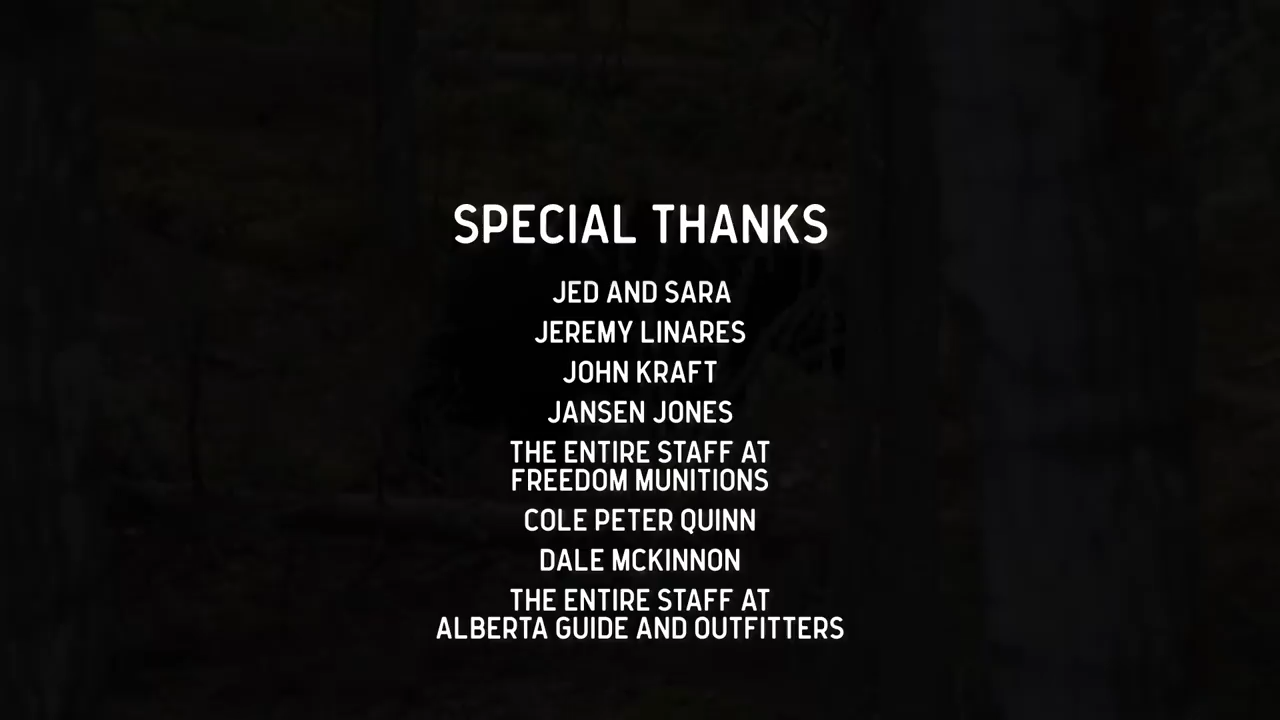 SPECIAL THANKS
JED AND SARA
JEREMY LINARES
JOHN KRAFT
JANSEN JONES
THE ENTIRE STAFF AT
FREEDOM MUNITIONS
COLE PETER QUINN
DALE MCKINNON
THE ENTIRE STAFF AT
ALBERTA GUIDE AND OUTFITTERS